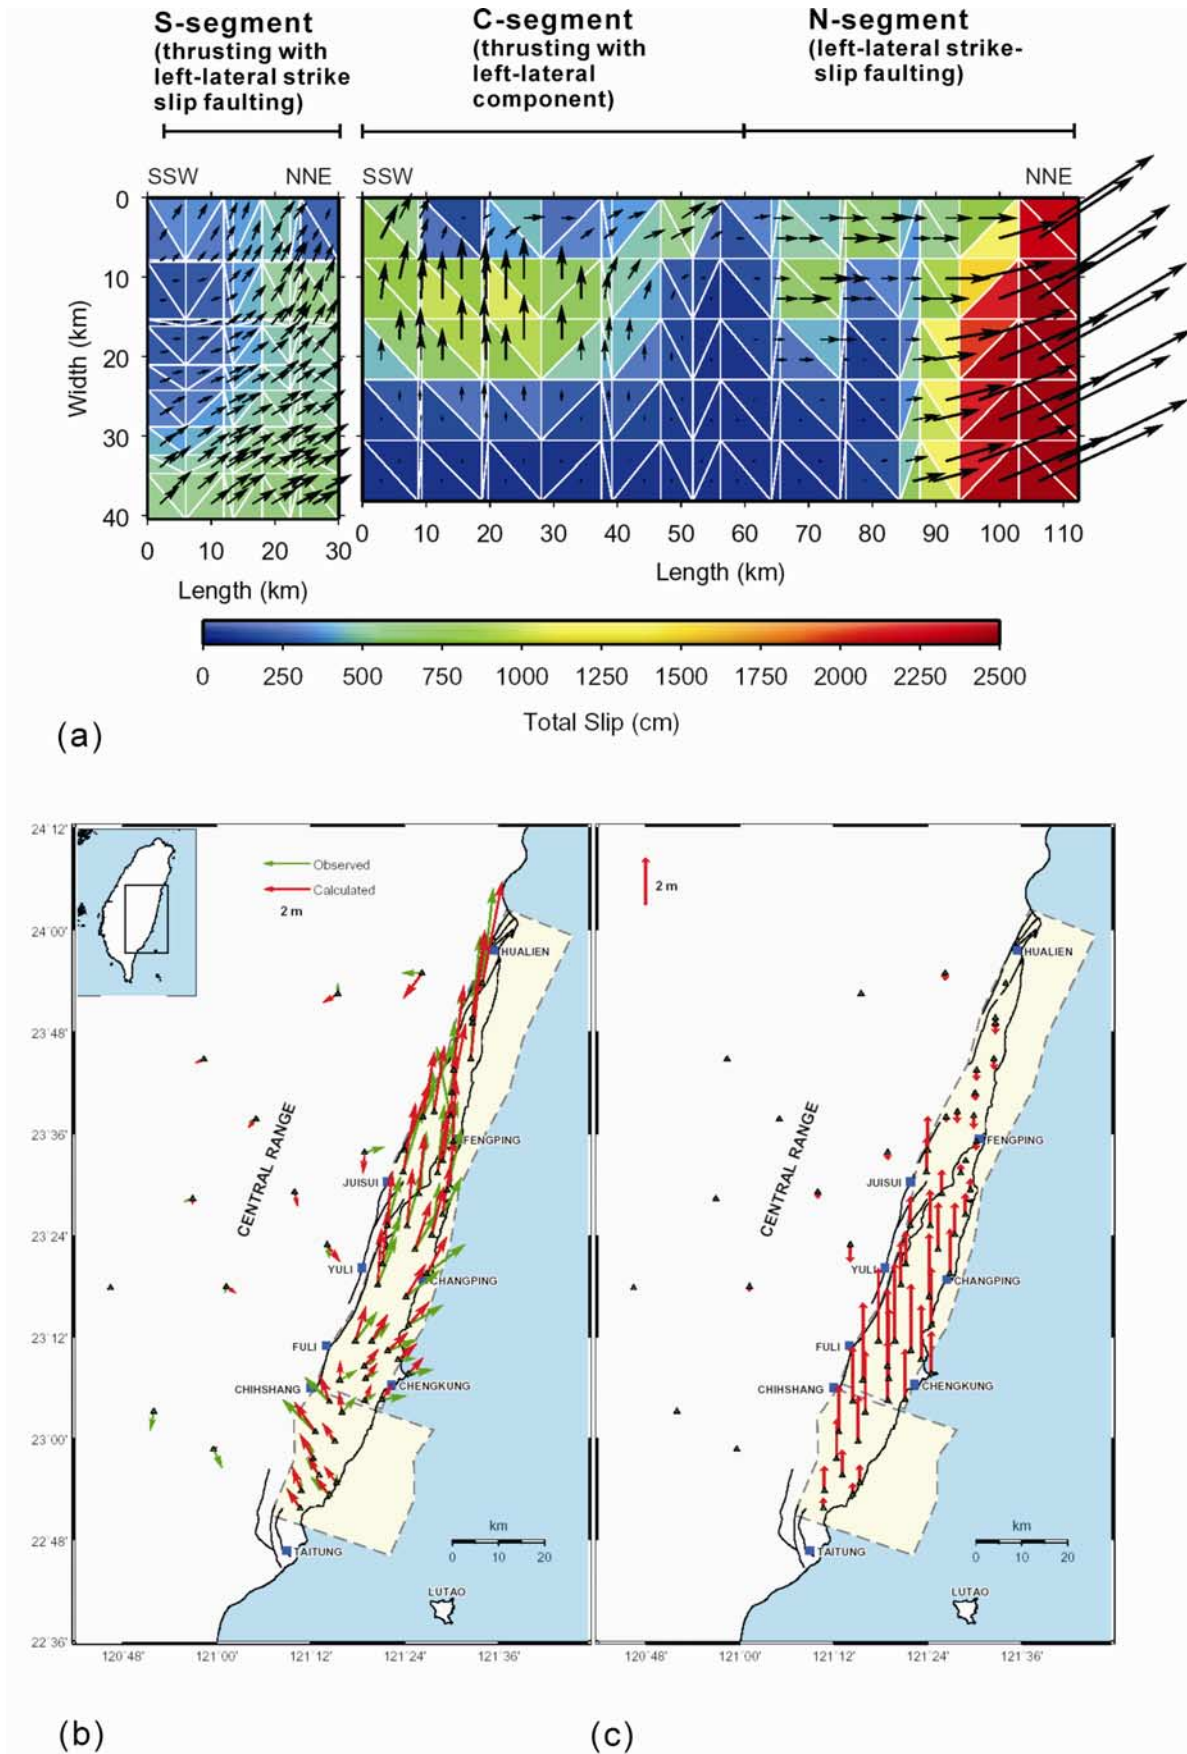 S-segment
(thrusting with
left-lateral strike
slip faulting)
C-segment
(thrusting with
left-lateral
component)
N-segment
(left-lateral strike-
slip faulting)
SSW NNE
SSW NNE
Width (km)
0
10
20
30
40
0 10 20 30
Length (km)
0 10 20 30 40 50 60 70 80 90 100 110
Length (km)
0 250 500 750 1000 1250 1500 1750 2000 2250 2500
Total Slip (cm)
(a)
24°12'
24°00'
23°48'
23°36'
23°24'
23°12'
23°00'
22°48'
22°36'
Observed
Calculated
2 m
HUALIEN
CENTRAL RANGE
FENGPING
JUISUI
YULI
CHANGPING
FULI
CHIHSHANG
CHENGKUNG
km
0 10 20
TAITUNG
LUTAO
120°48' 121°00' 121°12' 121°24' 121°36'
(b)
2 m
HUALIEN
CENTRAL RANGE
FENGPING
JUISUI
YULI
CHANGPING
FULI
CHIHSHANG
CHENGKUNG
km
0 10 20
TAITUNG
LUTAO
120°48' 121°00' 121°12' 121°24' 121°36'
(c)